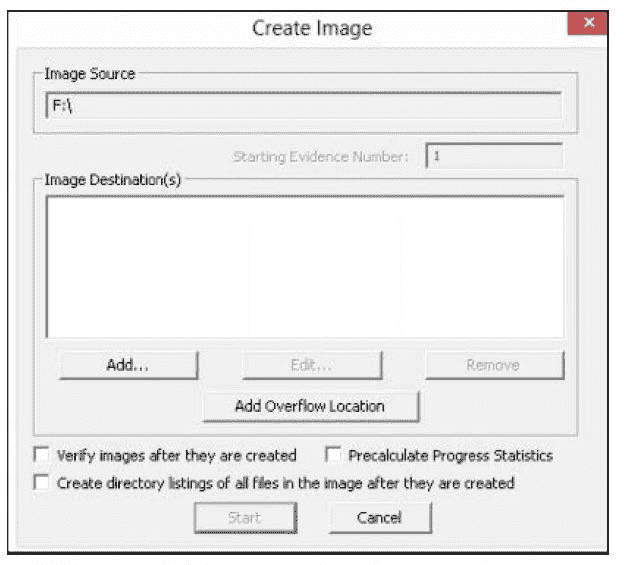 Create Image
Image Source
F:\
Starting Evidence Number: 1
Image Destination(s)
Add... Edit... Remove
Add Overflow Location
Verify images after they are created Precalculate Progress Statistics
Create directory listings of all files in the image after they are created
Start Cancel